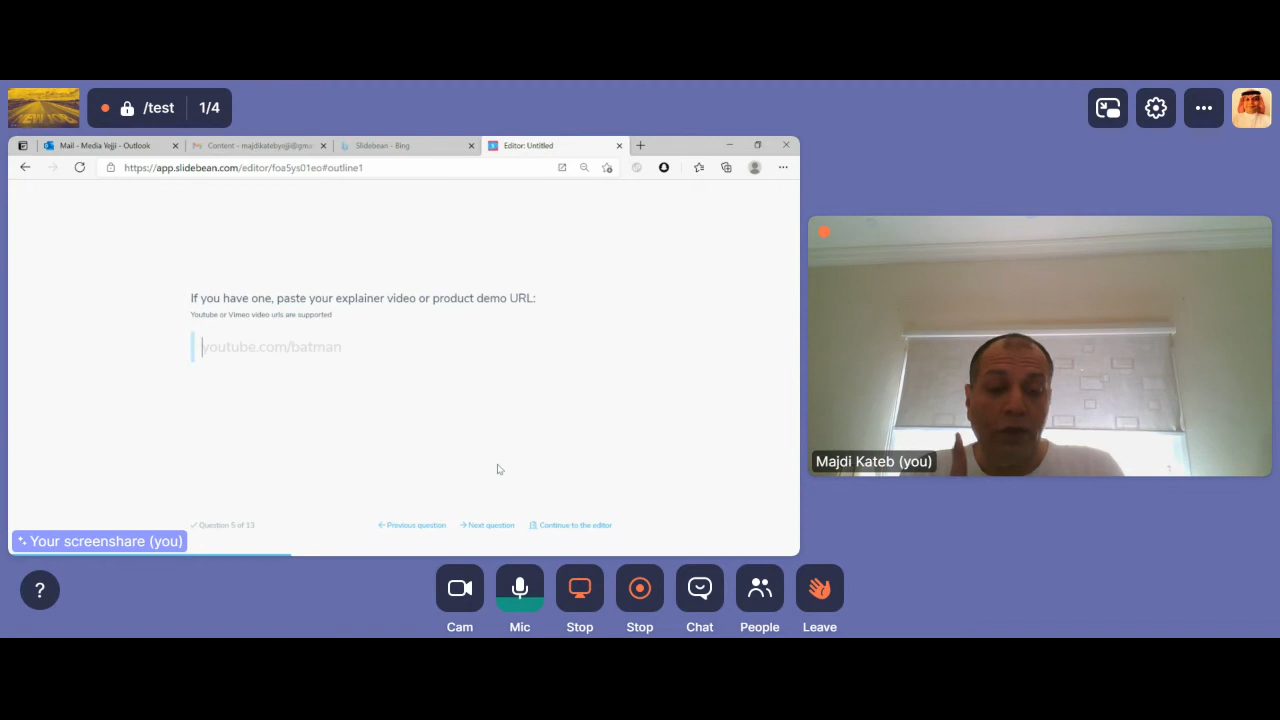 /test 1/4
Mail - Media Yejji - Outlook
Content - majdikatebyejji@gma
Slidebean - Bing
Editor: Untitled
https://app.slidebean.com/editor/foa5ys01eo#outline1
If you have one, paste your explainer video or product demo URL:
Youtube or Vimeo video urls are supported
youtube.com/batman
Majdi Kateb (you)
Question 5 of 13
Previous question
Next question
Continue to the editor
Your screenshare (you)
?
Cam
Mic
Stop
Stop
Chat
People
Leave